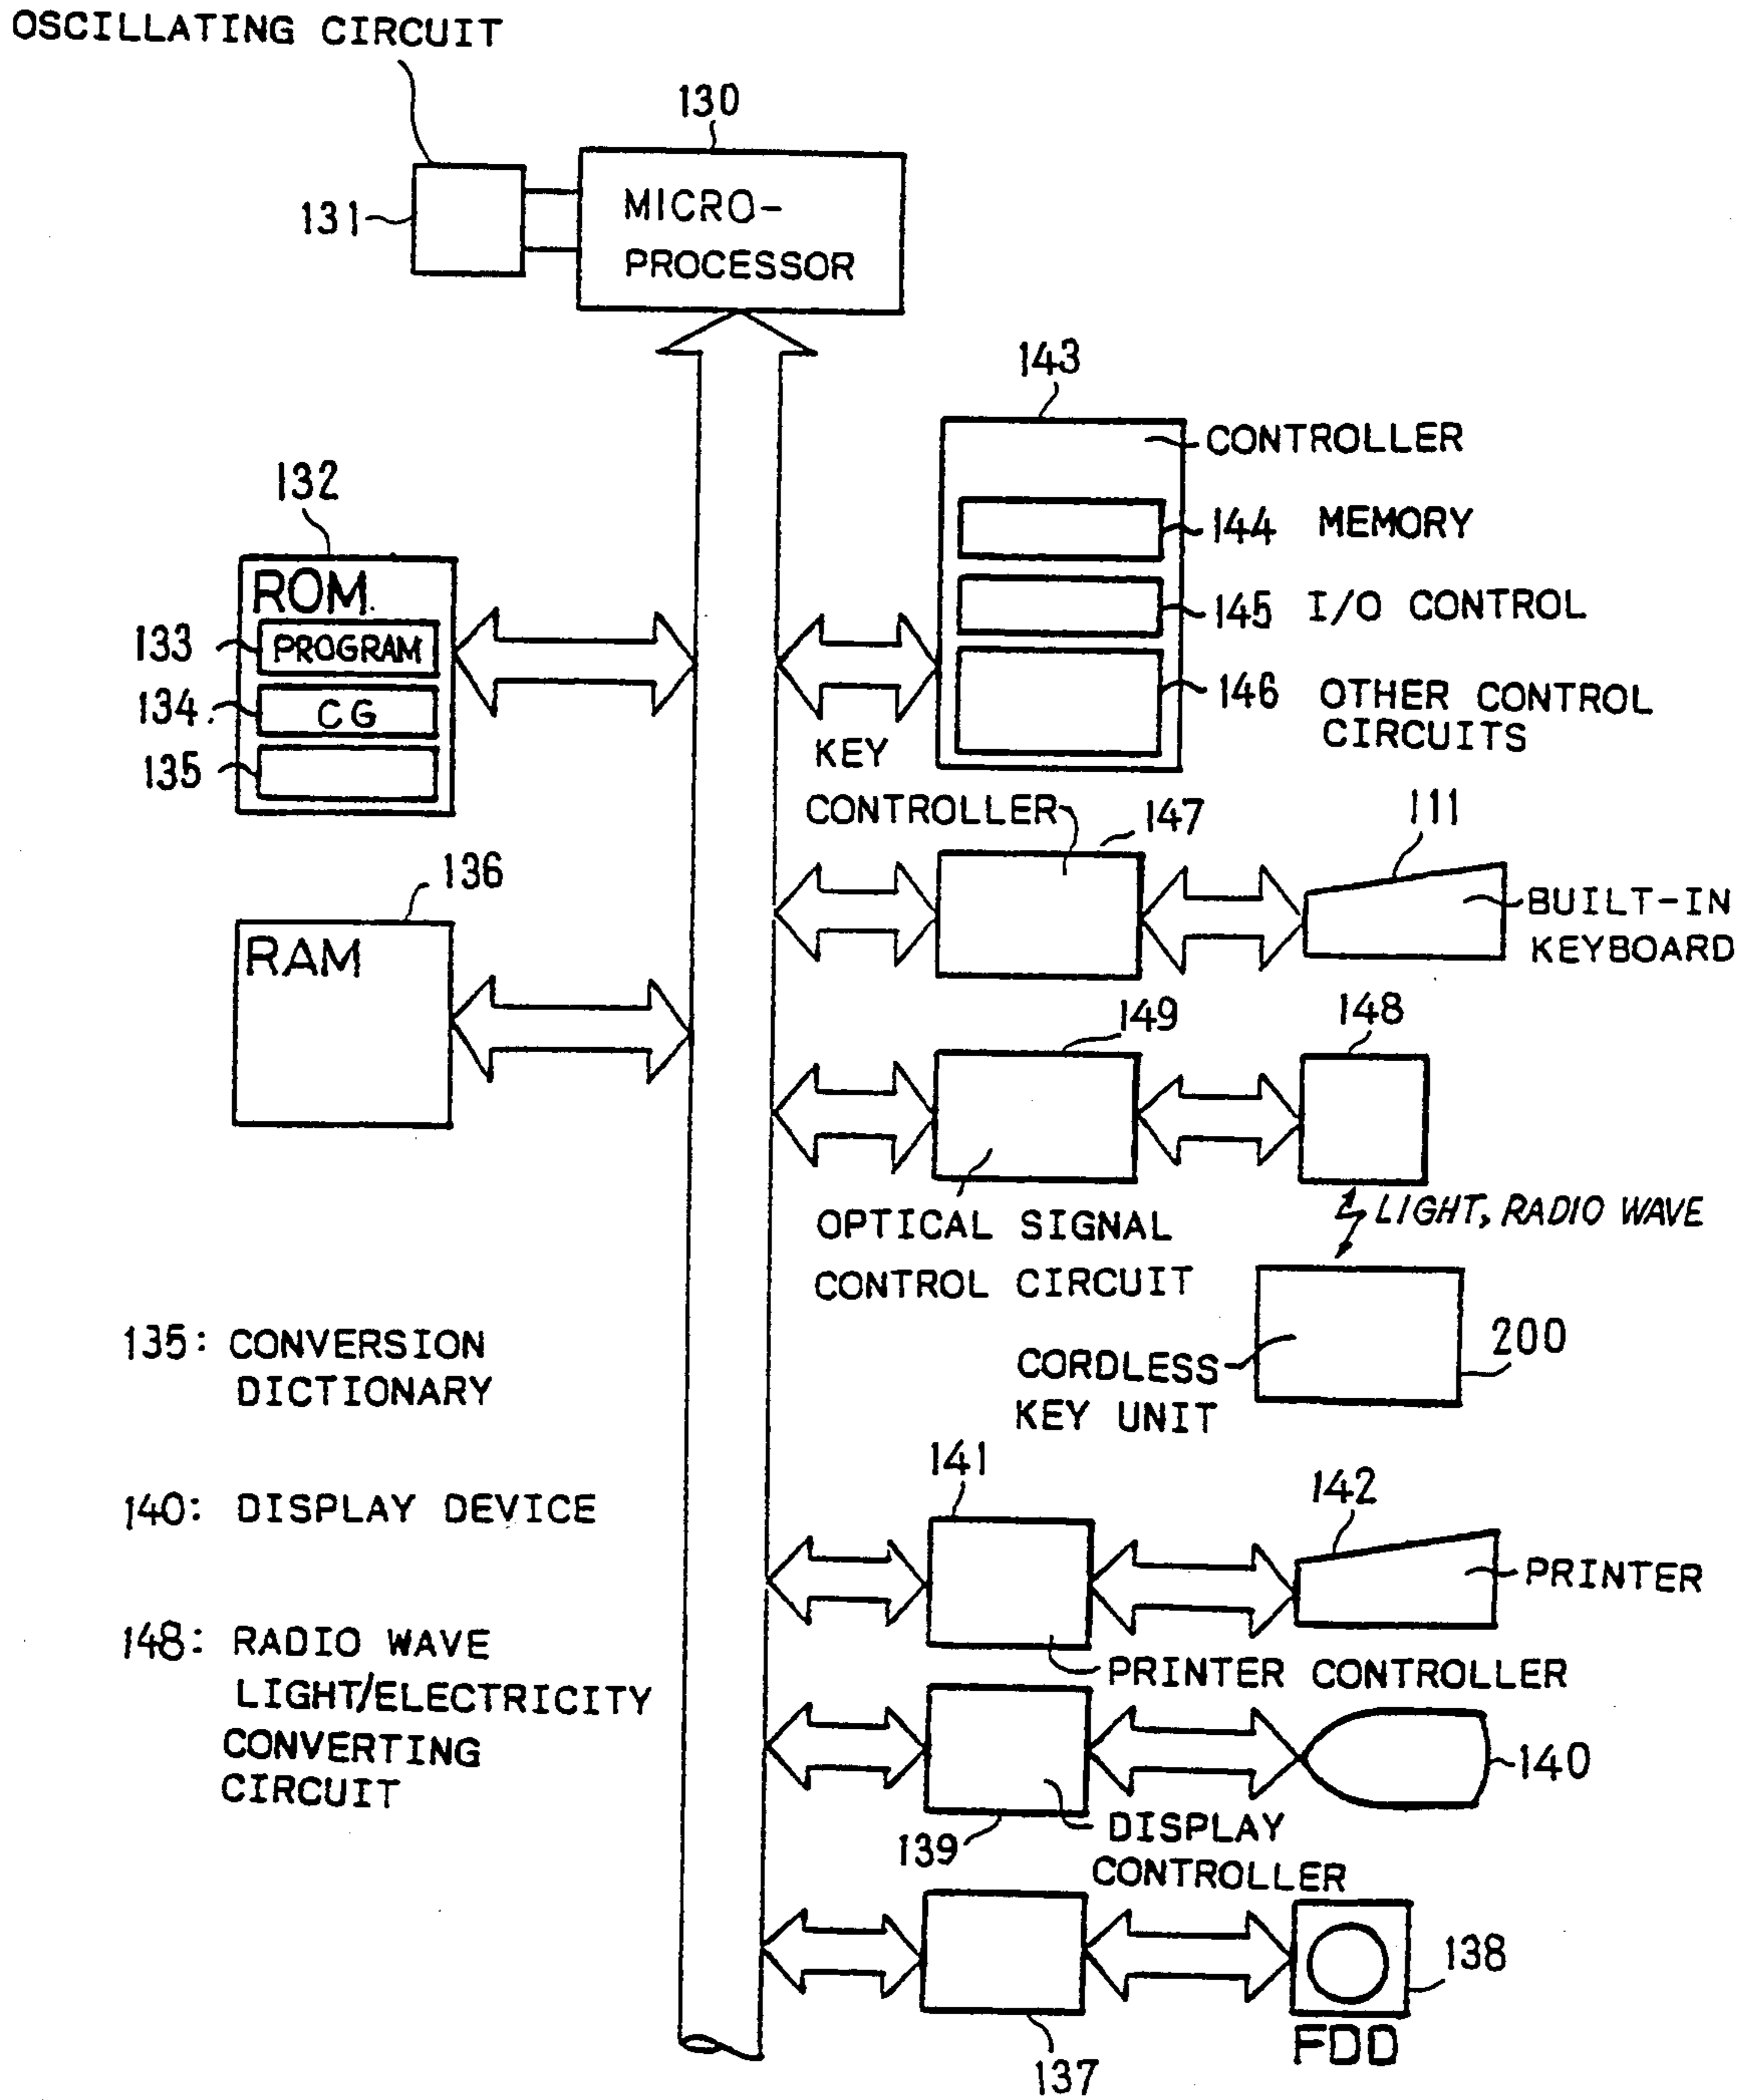 OSCILLATING CIRCUIT
130
131
MICRO-
PROCESSOR
143
CONTROLLER
132
ROM
144 MEMORY
133
PROGRAM
145 I/O CONTROL
134
CG
146 OTHER CONTROL
CIRCUITS
135
KEY
CONTROLLER
147
111
136
RAM
BUILT-IN
KEYBOARD
149
148
OPTICAL SIGNAL
CONTROL CIRCUIT
LIGHT, RADIO WAVE
200
CORDLESS
KEY UNIT
135: CONVERSION
DICTIONARY
141
142
140: DISPLAY DEVICE
PRINTER
148: RADIO WAVE
LIGHT/ELECTRICITY
CONVERTING
CIRCUIT
PRINTER CONTROLLER
140
139
DISPLAY
CONTROLLER
138
137
FDD